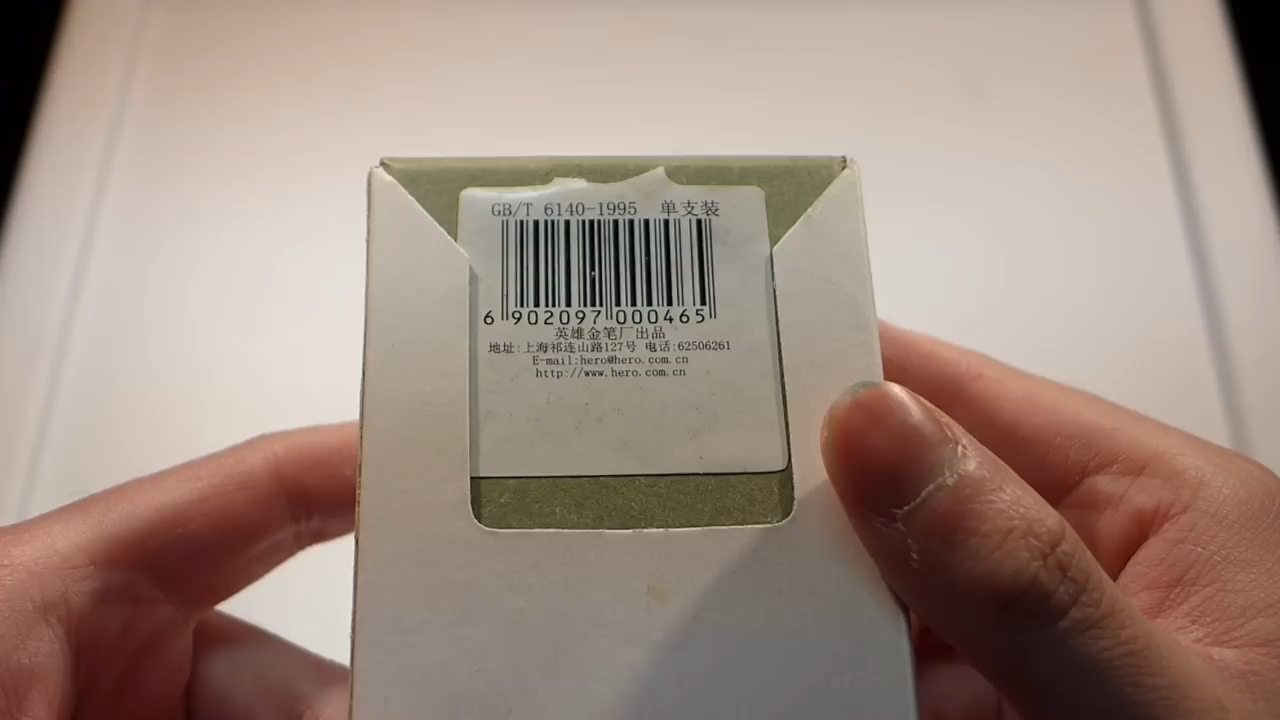 GB/T 6140-1995 单支装
6 902097 000465
英雄金笔厂出品
地址:上海祁连山路127号 电话:62506261
E-mail:hero@hero.com.cn
http://www.hero.com.cn